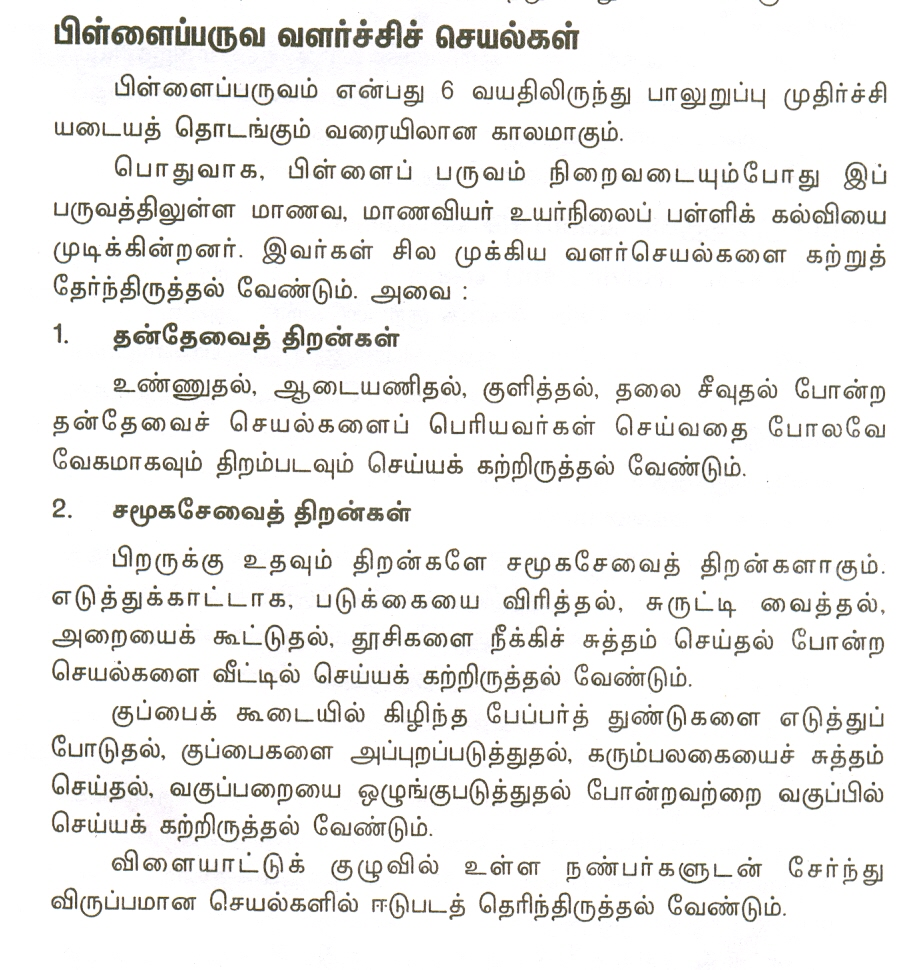 பிள்ளைப்பருவ வளர்ச்சிச் செயல்கள்
பிள்ளைப்பருவம் என்பது 6 வயதிலிருந்து பாலுறுப்பு முதிர்ச்சி
யடையத் தொடங்கும் வரையிலான காலமாகும்.
பொதுவாக, பிள்ளைப் பருவம் நிறைவடையும்போது இப்
பருவத்திலுள்ள மாணவ, மாணவியர் உயர்நிலைப் பள்ளிக் கல்வியை
முடிக்கின்றனர். இவர்கள் சில முக்கிய வளர்செயல்களை கற்றுத்
தேர்ந்திருத்தல் வேண்டும். அவை :
1. தன்தேவைத் திறன்கள்
உண்ணுதல், ஆடையணிதல், குளித்தல், தலை சீவுதல் போன்ற
தன்தேவைச் செயல்களைப் பெரியவர்கள் செய்வதை போலவே
வேகமாகவும் திறம்படவும் செய்யக் கற்றிருத்தல் வேண்டும்.
2. சமூகசேவைத் திறன்கள்
பிறருக்கு உதவும் திறன்களே சமூகசேவைத் திறன்களாகும்.
எடுத்துக்காட்டாக, படுக்கையை விரித்தல், சுருட்டி வைத்தல்,
அறையைக் கூட்டுதல், தூசிகளை நீக்கிச் சுத்தம் செய்தல் போன்ற
செயல்களை வீட்டில் செய்யக் கற்றிருத்தல் வேண்டும்.
குப்பைக் கூடையில் கிழிந்த பேப்பர்த் துண்டுகளை எடுத்துப்
போடுதல், குப்பைகளை அப்புறப்படுத்துதல், கரும்பலகையைச் சுத்தம்
செய்தல், வகுப்பறையை ஒழுங்குபடுத்துதல் போன்றவற்றை வகுப்பில்
செய்யக் கற்றிருத்தல் வேண்டும்.
விளையாட்டுக் குழுவில் உள்ள நண்பர்களுடன் சேர்ந்து
விருப்பமான செயல்களில் ஈடுபடத் தெரிந்திருத்தல் வேண்டும்.